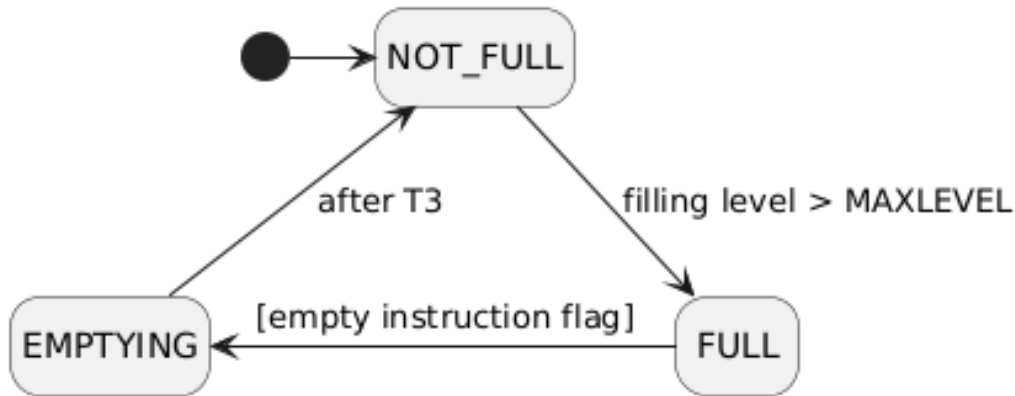 NOT_FULL
after T3
filling level > MAXLEVEL
[empty instruction flag]
EMPTYING
FULL